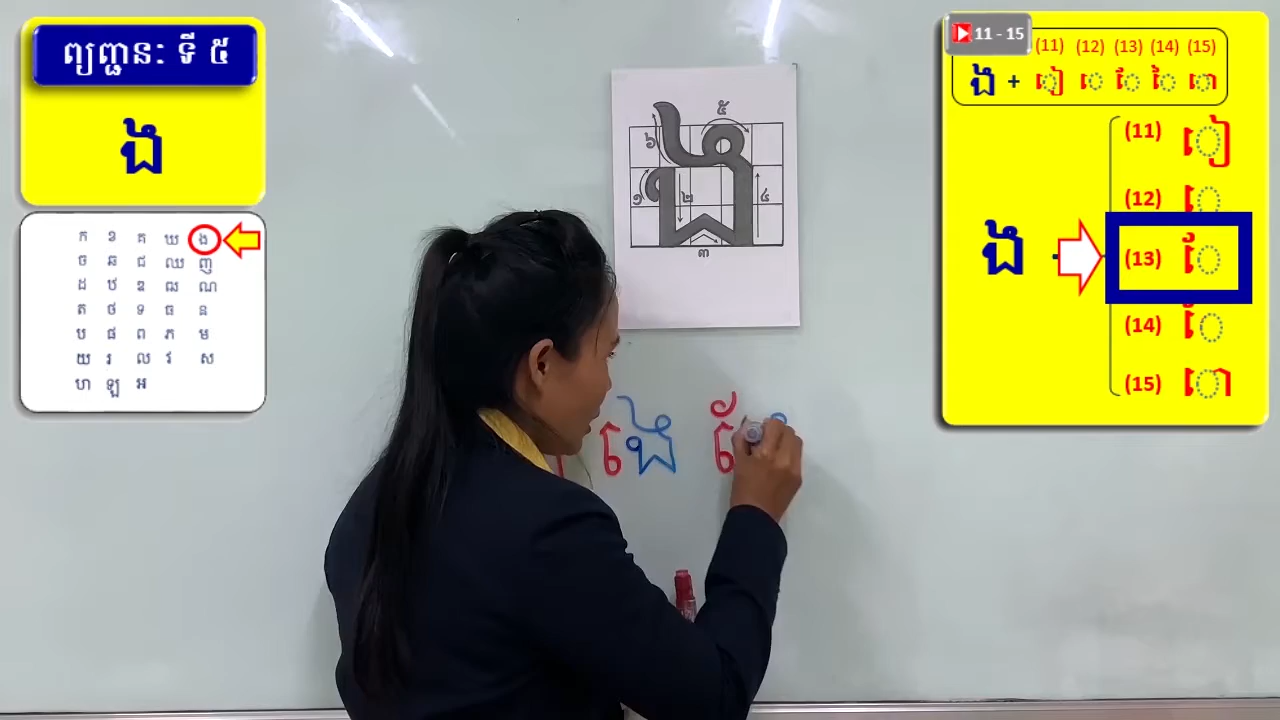 ព្យញ្ជនៈ ទី ៥
ង
ក ខ គ ឃ ង
ច ឆ ជ ឈ ញ
ដ ឋ ឌ ឍ ណ
ត ថ ទ ធ ន
ប ផ ព ភ ម
យ រ ល វ ស
ហ ឡ អ
៥
៦
១ ២ ៤
៣
ង
ងែ
11 - 15
(11) (12) (13) (14) (15)
ង + ៀ េ ែ ៃ ោ
(11) ៀ
(12) េ
ង
(13) ែ
(14) ៃ
(15) ោ